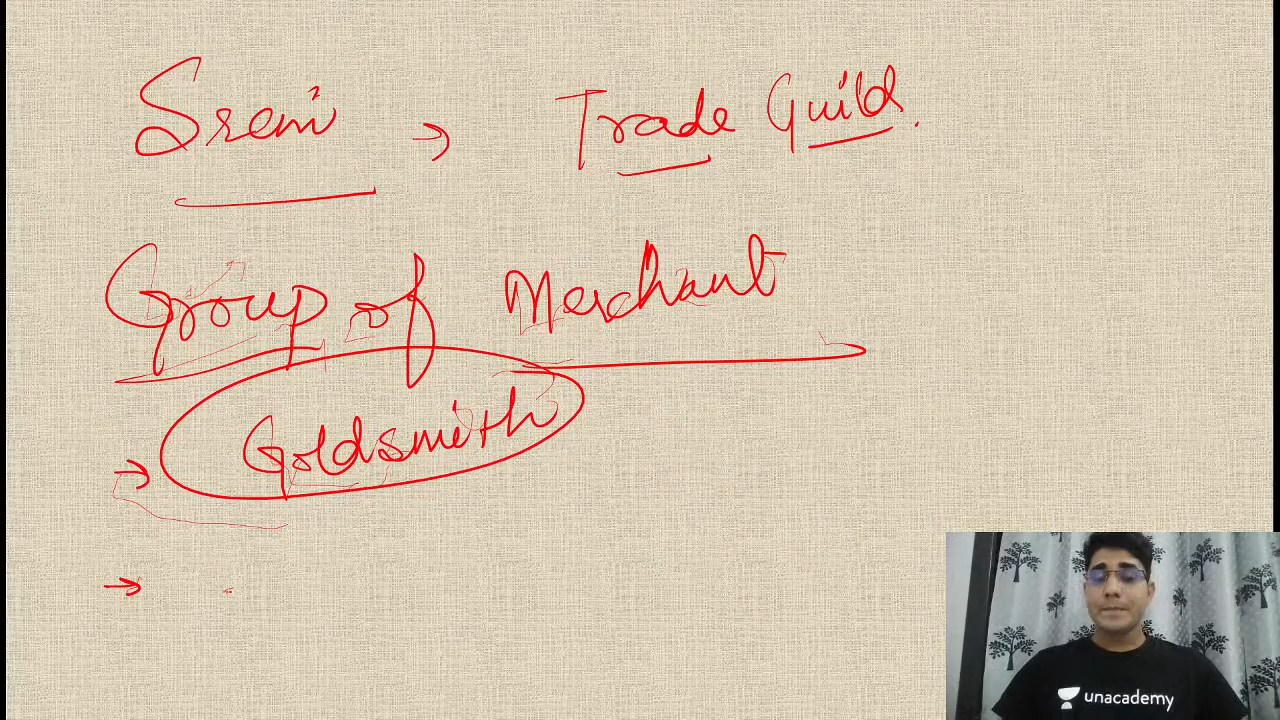 Sreni → Trade Guild.
Group of Merchant
→ Goldsmith
→
unacademy